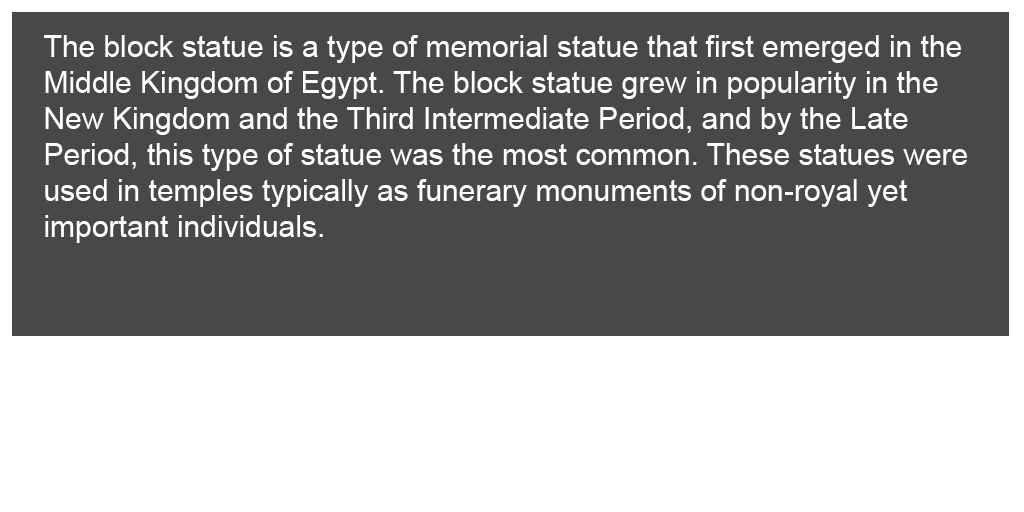 The block statue is a type of memorial statue that first emerged in the
Middle Kingdom of Egypt. The block statue grew in popularity in the
New Kingdom and the Third Intermediate Period, and by the Late
Period, this type of statue was the most common. These statues were
used in temples typically as funerary monuments of non-royal yet
important individuals.